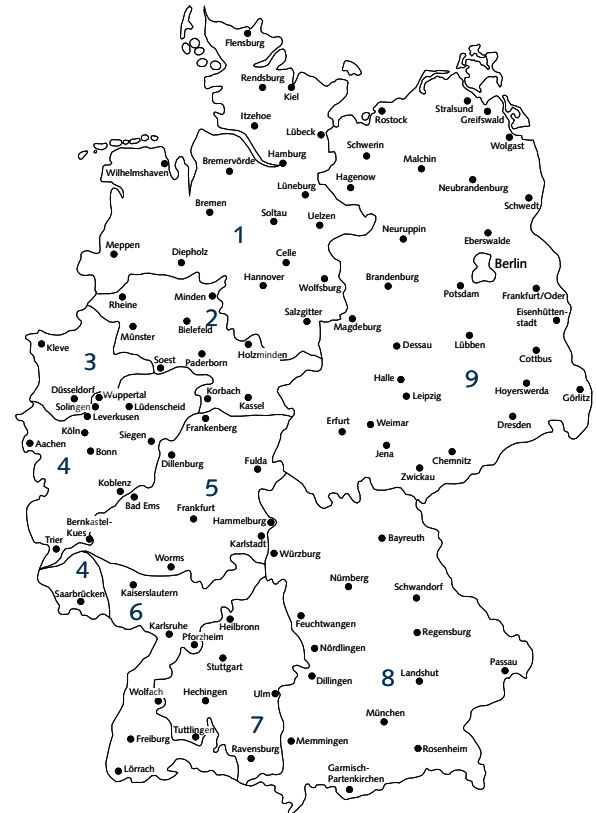 Flensburg
Rendsburg
Kiel
Itzehoe
Lübeck
Rostock
Stralsund
Greifswald
Wolgast
Schwerin
Malchin
Hamburg
Bremervörde
Wilhelmshaven
Hagenow
Neubrandenburg
Lüneburg
Schwedt
Bremen
Soltau
Uelzen
1
Neuruppin
Eberswalde
Meppen
Diepholz
Celle
Berlin
Hannover
Wolfsburg
Brandenburg
Potsdam
Frankfurt/Oder
Rheine
Minden
2
Salzgitter
Magdeburg
Eisenhütten-
stadt
Münster
Bielefeld
Kleve
3
Soest
Paderborn
Holzminden
Dessau
Lübben
Cottbus
Halle
9
Hoyerswerda
Görlitz
Düsseldorf
Wuppertal
Solingen
Lüdenscheid
Leverkusen
Korbach
Kassel
Leipzig
Köln
Siegen
Frankenberg
Erfurt
Weimar
Dresden
Aachen
Bonn
4
Dillenburg
Fulda
Jena
Chemnitz
Zwickau
Koblenz
Bad Ems
5
Frankfurt
Hammelburg
Bernkastel-
Kues
Trier
Karlstadt
Würzburg
Bayreuth
Worms
4
Saarbrücken
Kaiserslautern
6
Nürnberg
Schwandorf
Karlsruhe
Heilbronn
Pforzheim
Feuchtwangen
Regensburg
Stuttgart
Nördlingen
Passau
Dillingen
8
Landshut
Wolfach
Hechingen
Ulm
München
7
Tuttlingen
Freiburg
Ravensburg
Memmingen
Rosenheim
Lörrach
Garmisch-
Partenkirchen